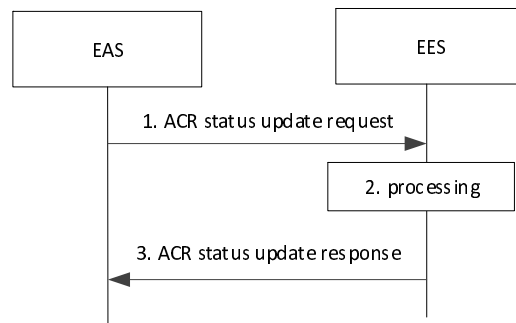 EAS
EES
1. ACR status update request
2. processing
3. ACR status update response